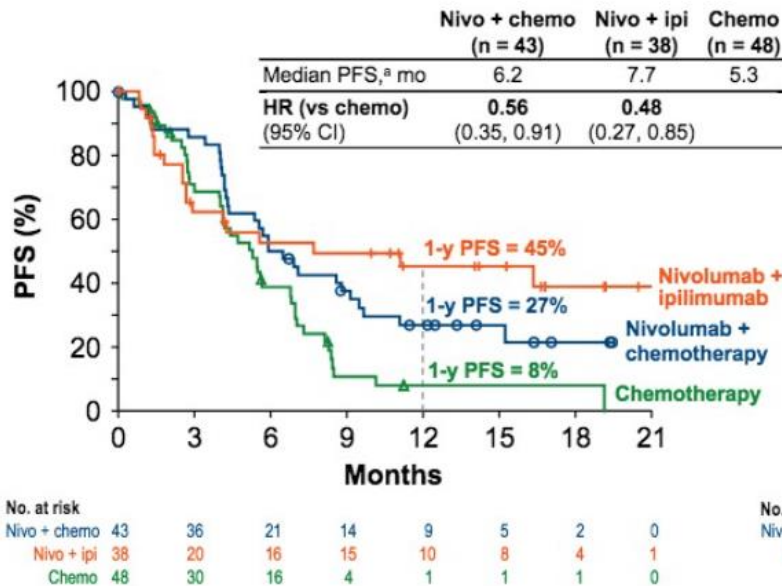 Nivo + chemo Nivo + ipi Chemo
(n = 43) (n = 38) (n = 48)
Median PFS,ᵃ mo 6.2 7.7 5.3
HR (vs chemo) 0.56 0.48
(95% CI) (0.35, 0.91) (0.27, 0.85)
PFS (%)
100
80
60
40
20
0
1-y PFS = 45%
Nivolumab +
ipilimumab
1-y PFS = 27%
Nivolumab +
chemotherapy
1-y PFS = 8%
Chemotherapy
0 3 6 9 12 15 18 21
Months
No. at risk
Nivo + chemo 43 36 21 14 9 5 2 0
Nivo + ipi 38 20 16 15 10 8 4 1
Chemo 48 30 16 4 1 1 1 0
No.
Niv